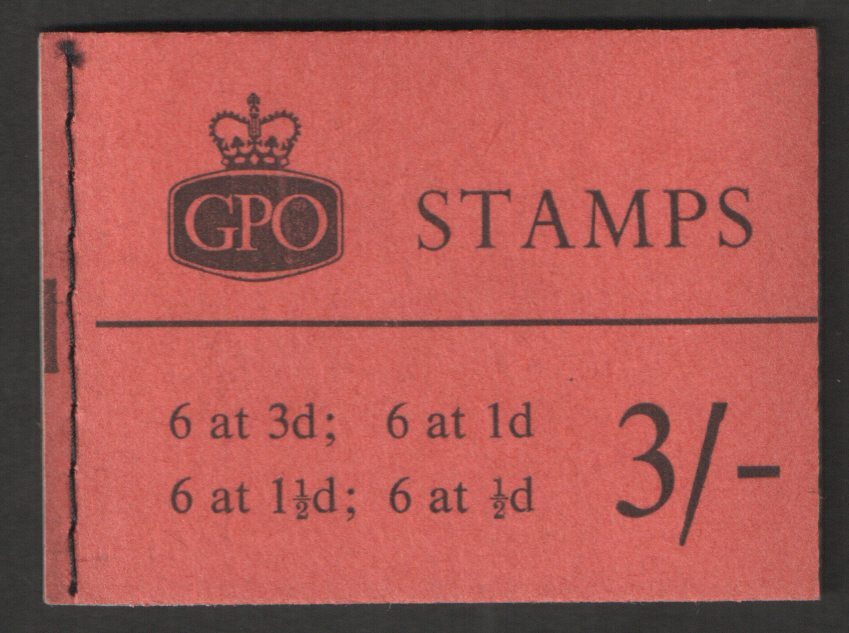 GPO STAMPS
6 at 3d; 6 at 1d
6 at 1½d; 6 at ½d
3/-